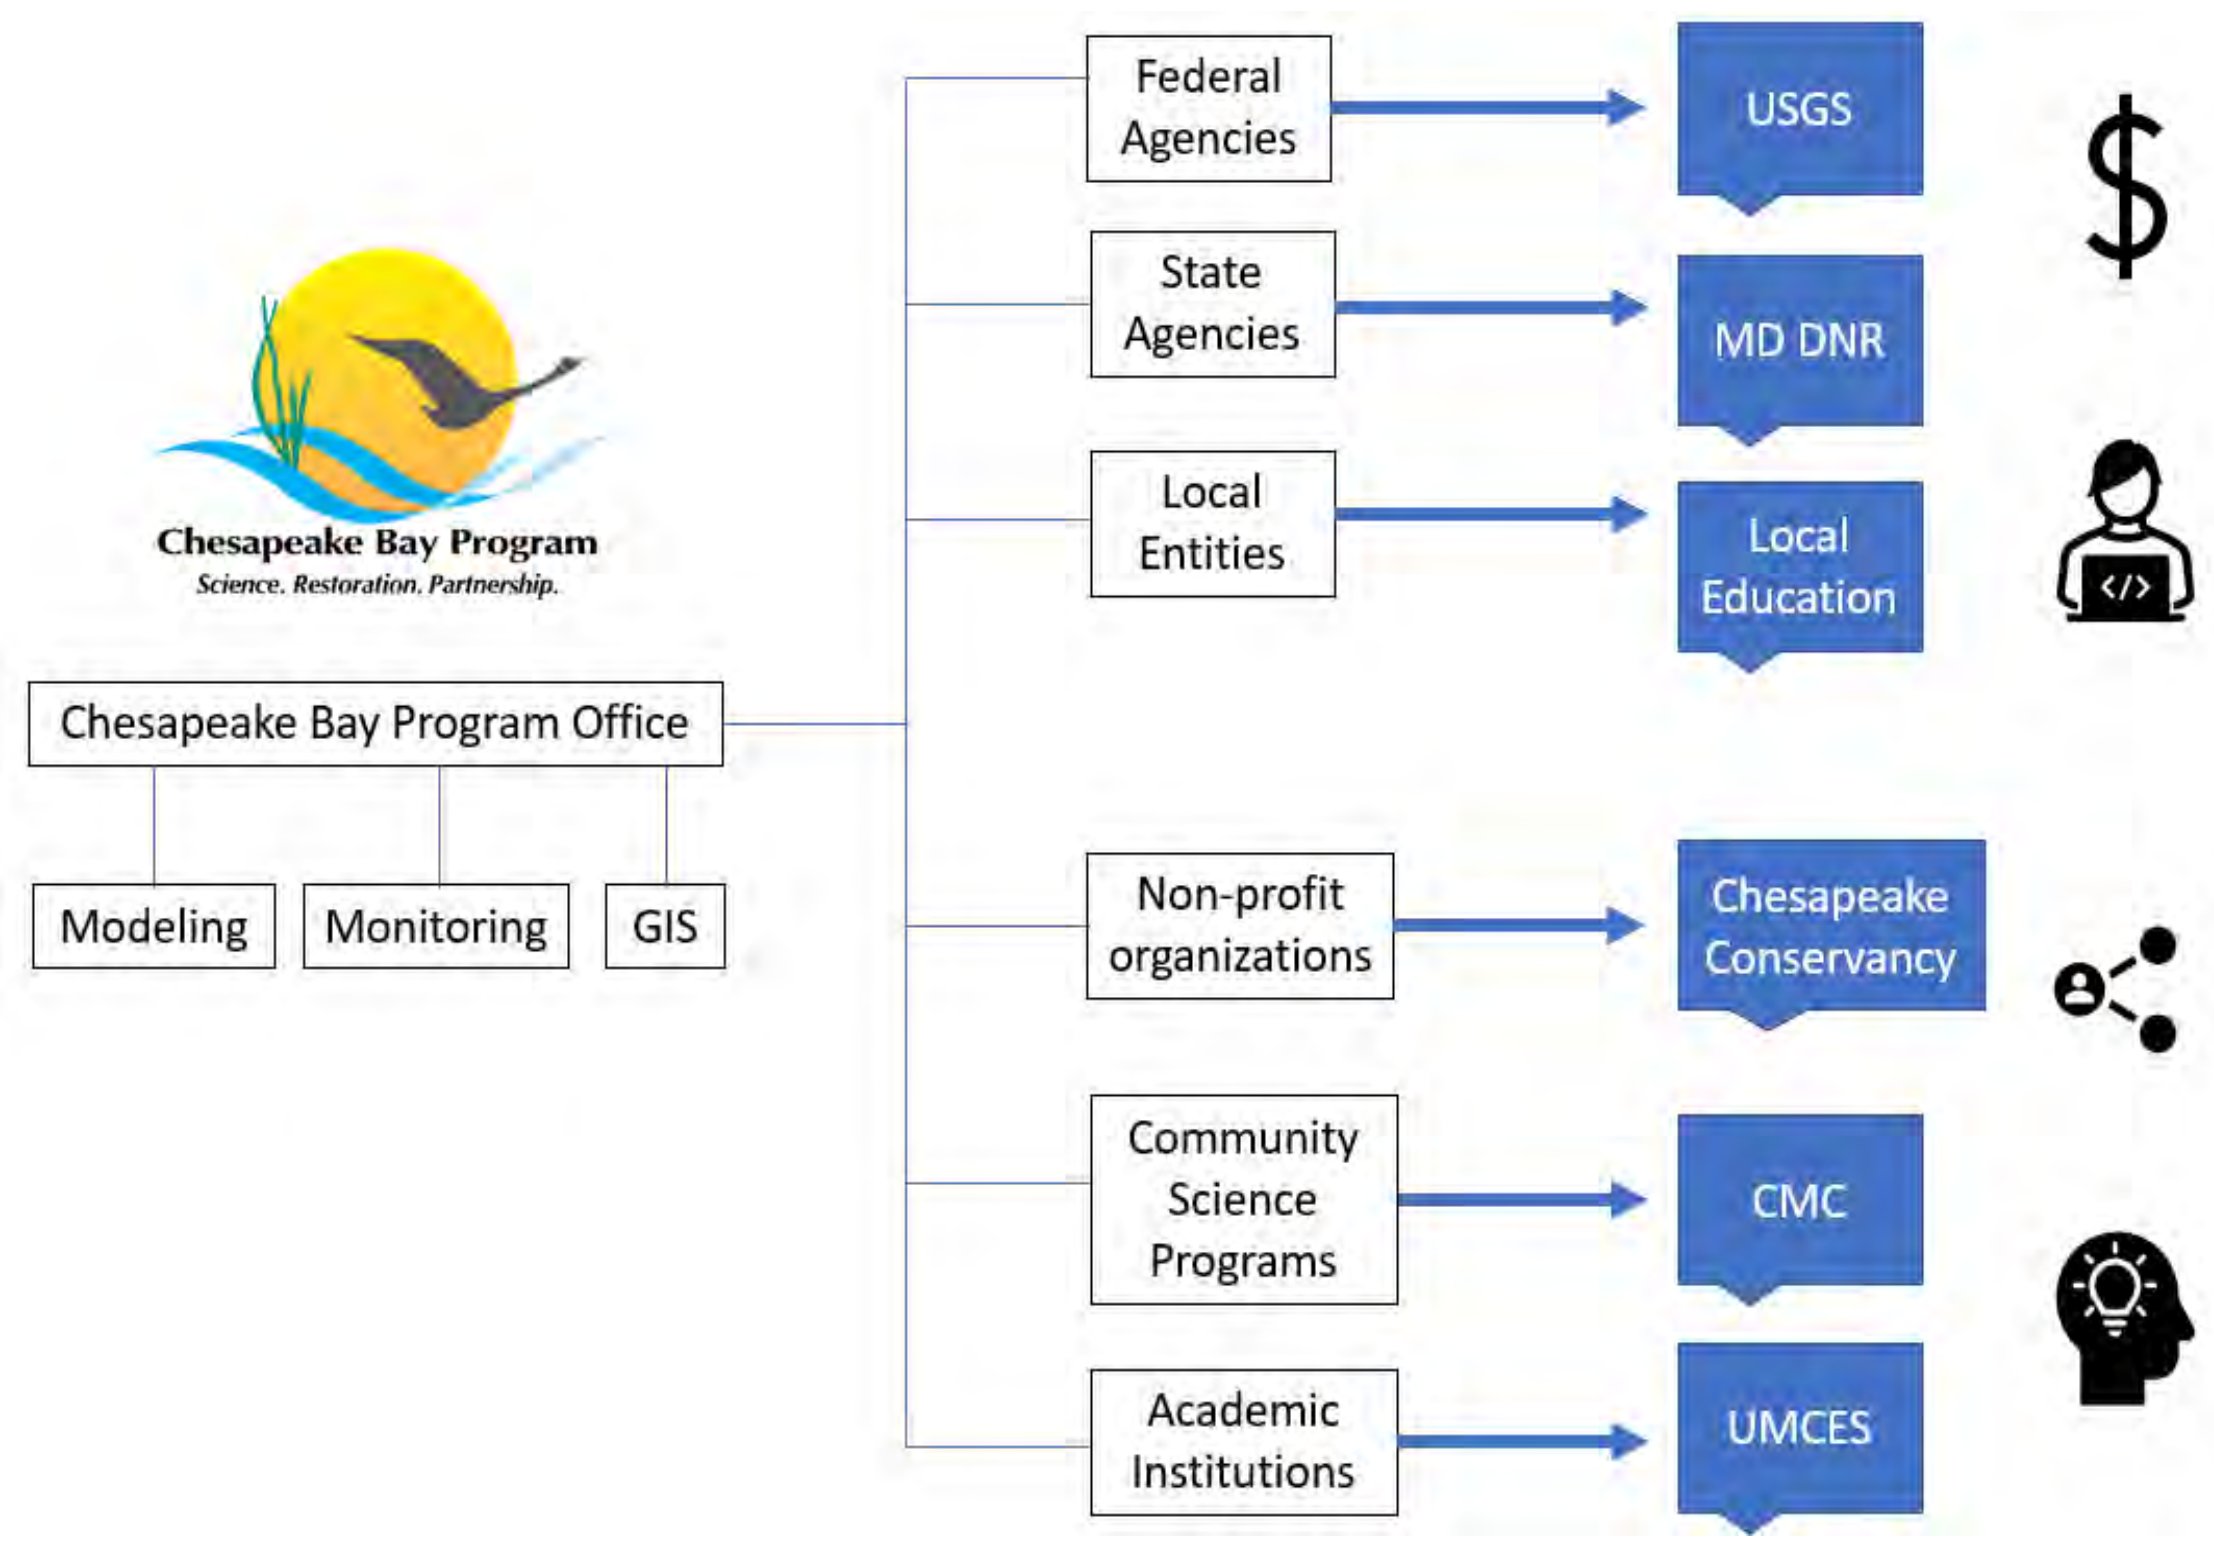 Chesapeake Bay Program
Science. Restoration. Partnership.
Chesapeake Bay Program Office
Modeling
Monitoring
GIS
Federal
Agencies
USGS
$
State
Agencies
MD DNR
Local
Entities
Local
Education
</>
Non-profit
organizations
Chesapeake
Conservancy
Community
Science
Programs
CMC
Academic
Institutions
UMCES